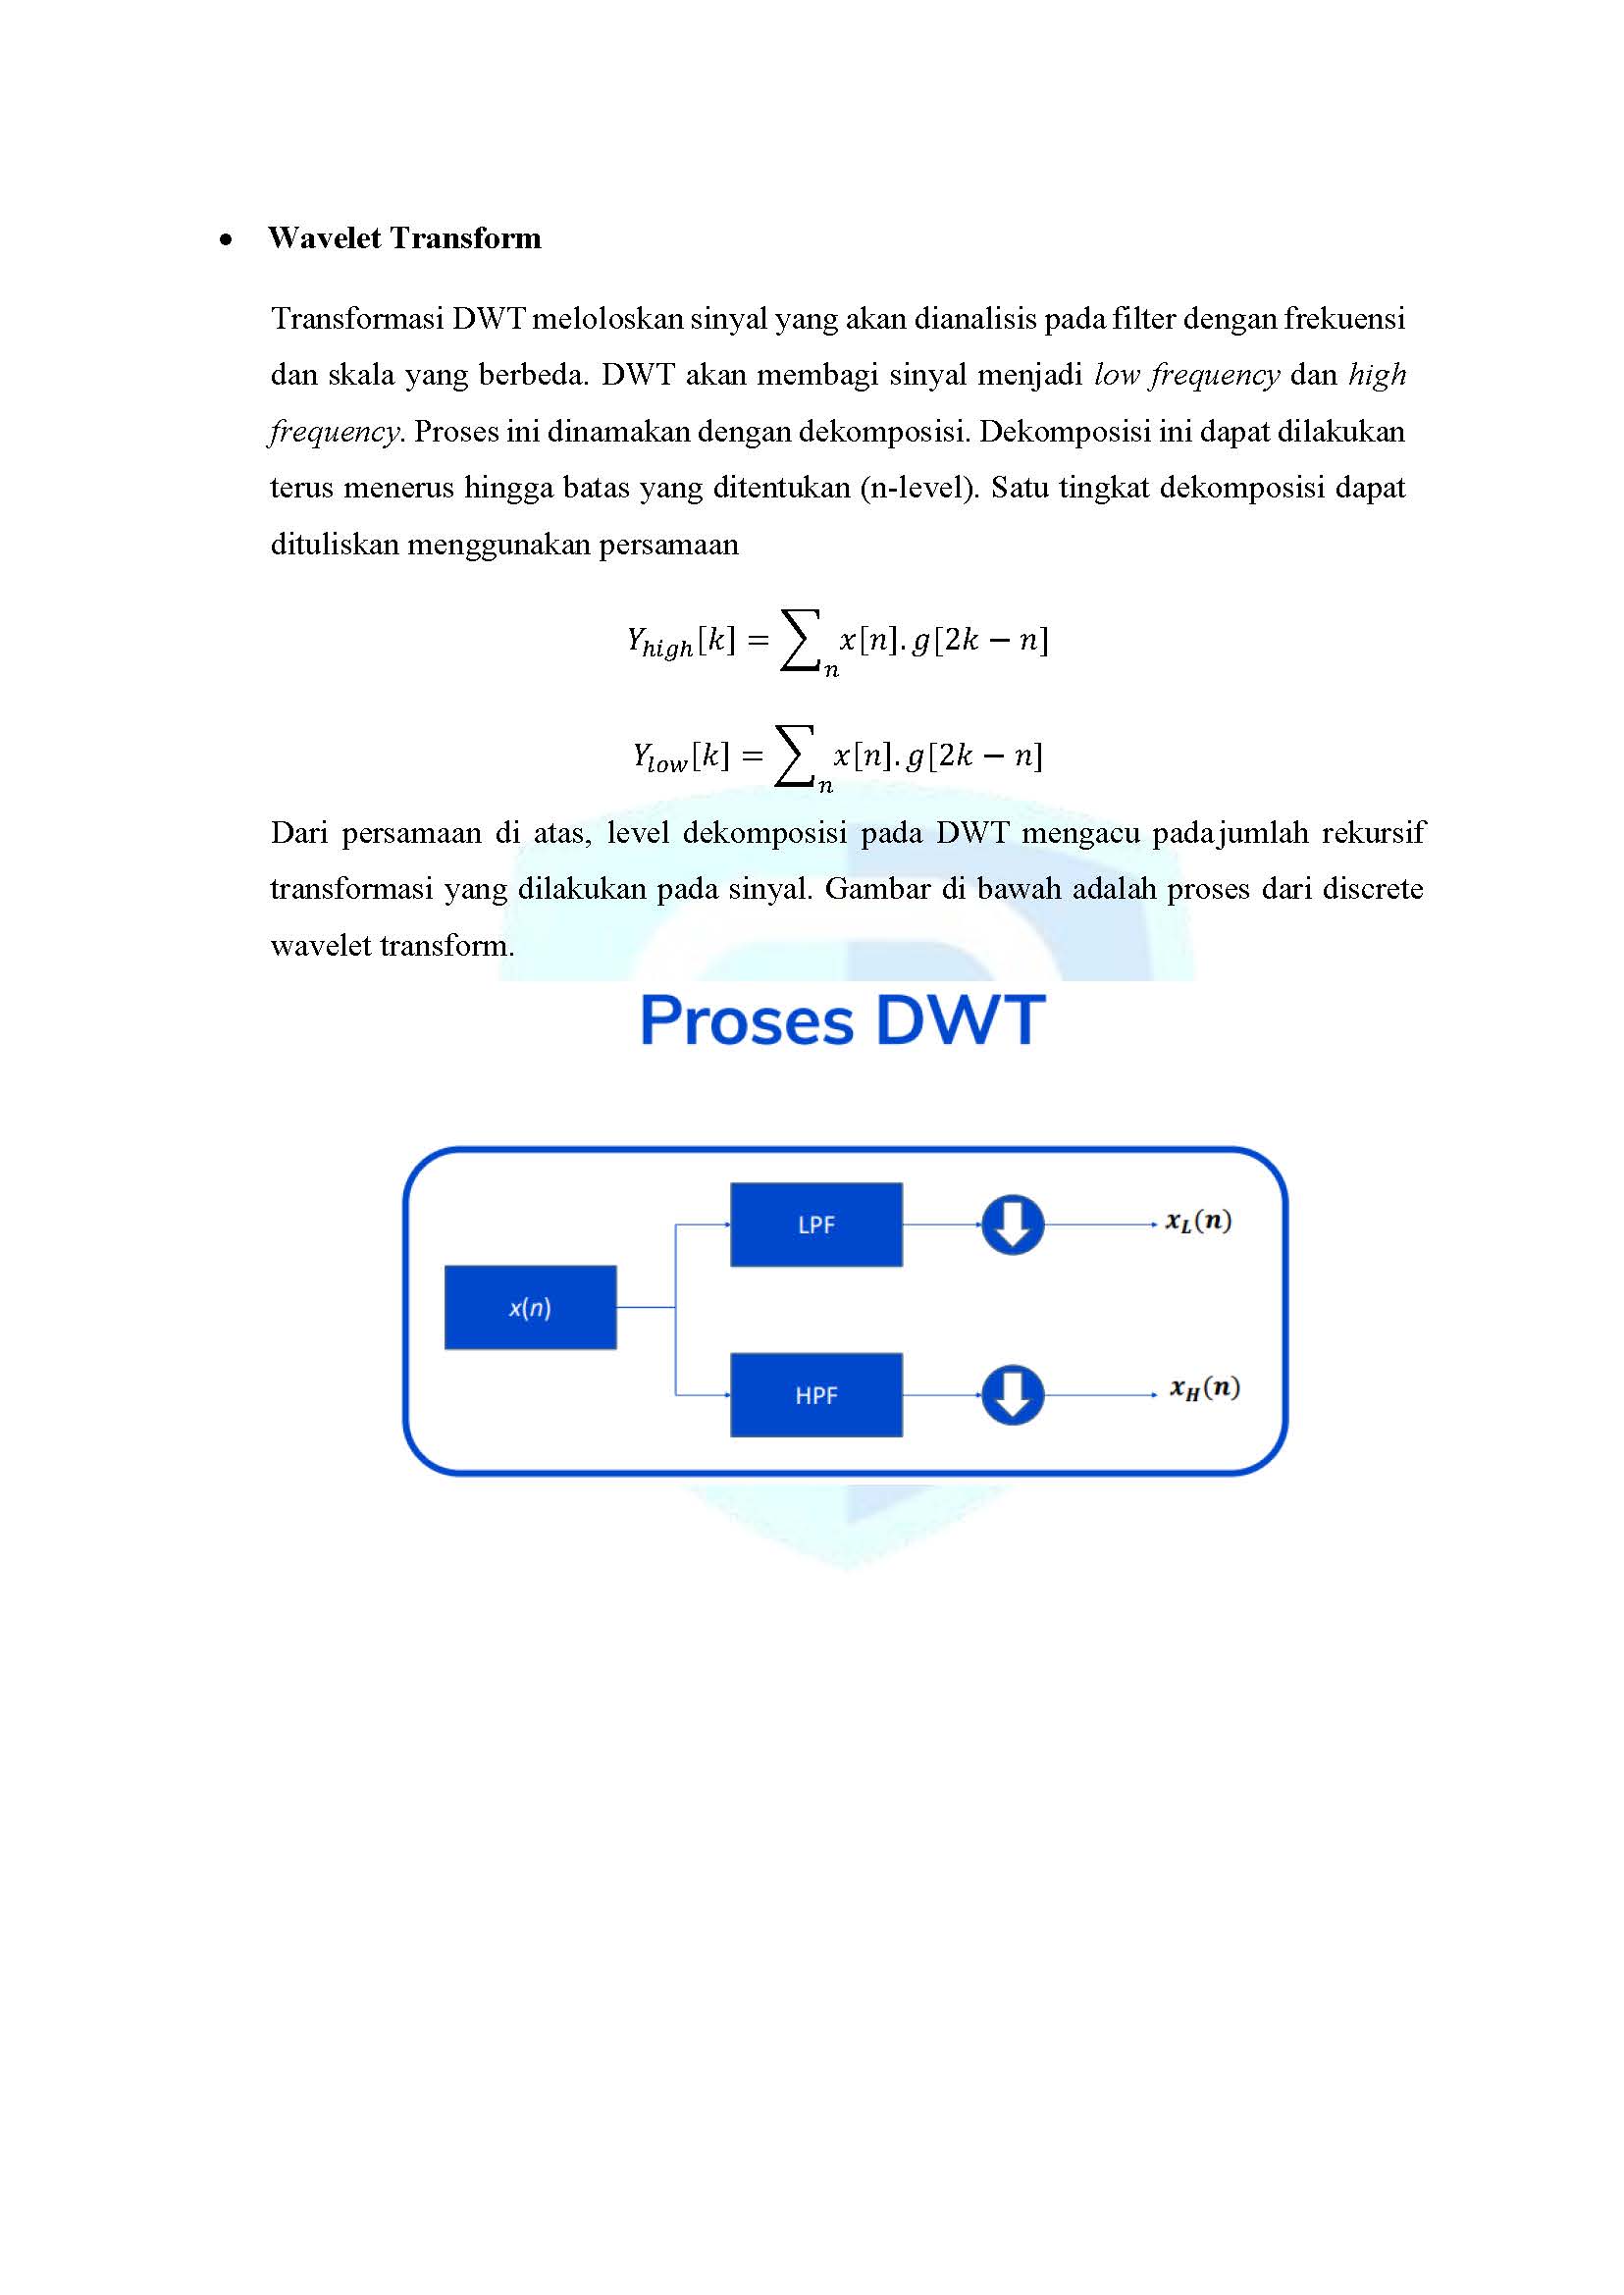 • Wavelet Transform
Transformasi DWT meloloskan sinyal yang akan dianalisis pada filter dengan frekuensi
dan skala yang berbeda. DWT akan membagi sinyal menjadi low frequency dan high
frequency. Proses ini dinamakan dengan dekomposisi. Dekomposisi ini dapat dilakukan
terus menerus hingga batas yang ditentukan (n-level). Satu tingkat dekomposisi dapat
dituliskan menggunakan persamaan
Y_{high}[k] = ∑_n x[n]. g[2k − n]
Y_{low}[k] = ∑_n x[n]. g[2k − n]
Dari persamaan di atas, level dekomposisi pada DWT mengacu pada jumlah rekursif
transformasi yang dilakukan pada sinyal. Gambar di bawah adalah proses dari discrete
wavelet transform.
Proses DWT
LPF
x_L(n)
x(n)
HPF
x_H(n)